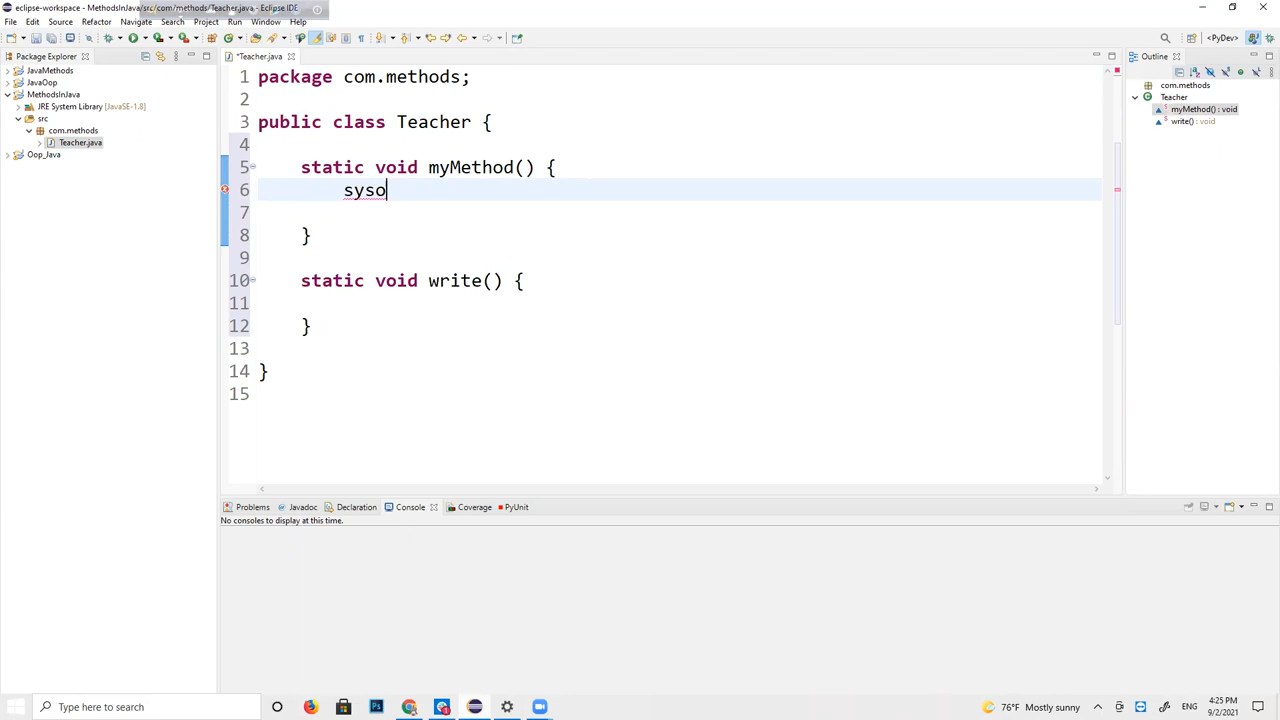 eclipse-workspace - MethodsInJava/src/com/methods/Teacher.java - Eclipse IDE
File Edit Source Refactor Navigate Search Project Run Window Help
<PyDev>
Package Explorer
*Teacher.java
Outline
JavaMethods
JavaOop
MethodsInJava
JRE System Library [JavaSE-1.8]
src
com.methods
Teacher.java
Oop_Java
1 package com.methods;
2
3 public class Teacher {
4
5 static void myMethod() {
6 syso
7
8 }
9
10 static void write() {
11
12 }
13
14 }
15
com.methods
Teacher
myMethod() : void
write() : void
Problems Javadoc Declaration Console Coverage PyUnit
No consoles to display at this time.
Type here to search
76°F Mostly sunny
ENG
4:25 PM
9/2/2021